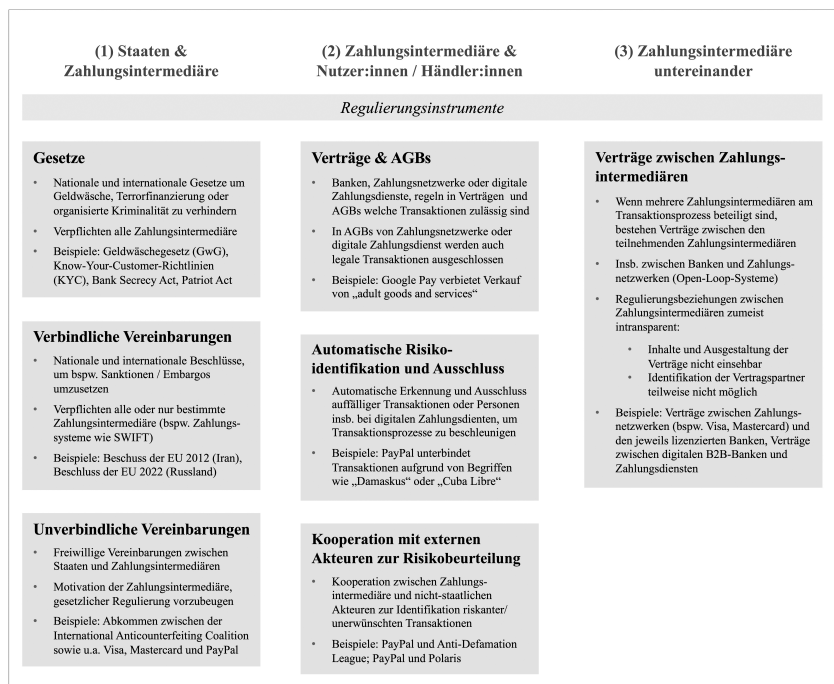 (1) Staaten &
Zahlungsintermediäre
(2) Zahlungsintermediäre &
Nutzer:innen / Händler:innen
(3) Zahlungsintermediäre
untereinander
Regulierungsinstrumente
Gesetze
• Nationale und internationale Gesetze um
Geldwäsche, Terrorfinanzierung oder
organisierte Kriminalität zu verhindern
• Verpflichten alle Zahlungsintermediäre
• Beispiele: Geldwäschegesetz (GwG),
Know-Your-Customer-Richtlinien
(KYC), Bank Secrecy Act, Patriot Act
Verbindliche Vereinbarungen
• Nationale und internationale Beschlüsse,
um bspw. Sanktionen / Embargos
umzusetzen
• Verpflichten alle oder nur bestimmte
Zahlungsintermediäre (bspw. Zahlungs-
systeme wie SWIFT)
• Beispiele: Beschuss der EU 2012 (Iran),
Beschluss der EU 2022 (Russland)
Unverbindliche Vereinbarungen
• Freiwillige Vereinbarungen zwischen
Staaten und Zahlungsintermediären
• Motivation der Zahlungsintermediäre,
gesetzlicher Regulierung vorzubeugen
• Beispiele: Abkommen zwischen der
International Anticounterfeiting Coalition
sowie u.a. Visa, Mastercard und PayPal
Verträge & AGBs
• Banken, Zahlungsnetzwerke oder digitale
Zahlungsdienste, regeln in Verträgen und
AGBs welche Transaktionen zulässig sind
• In AGBs von Zahlungsnetzwerke oder
digitale Zahlungsdienst werden auch
legale Transaktionen ausgeschlossen
• Beispiele: Google Pay verbietet Verkauf
von „adult goods and services“
Automatische Risiko-
identifikation und Ausschluss
• Automatische Erkennung und Ausschluss
auffälliger Transaktionen oder Personen
insb. bei digitalen Zahlungsdiensten, um
Transaktionsprozesse zu beschleunigen
• Beispiele: PayPal unterbindet
Transaktionen aufgrund von Begriffen
wie „Damaskus“ oder „Cuba Libre“
Kooperation mit externen
Akteuren zur Risikobeurteilung
• Kooperation zwischen Zahlungs-
intermediäre und nicht-staatlichen
Akteuren zur Identifikation riskanter/
unerwünschten Transaktionen
• Beispiele: PayPal und Anti-Defamation
League; PayPal und Polaris
Verträge zwischen Zahlungs-
intermediären
• Wenn mehrere Zahlungsintermediären am
Transaktionsprozess beteiligt sind,
bestehen Verträge zwischen den
teilnehmenden Zahlungsintermediären
• Insb. zwischen Banken und Zahlungs-
netzwerken (Open-Loop-Systeme)
• Regulierungsbeziehungen zwischen
Zahlungsintermediären zumeist
intransparent:
• Inhalte und Ausgestaltung der
Verträge nicht einsehbar
• Identifikation der Vertragspartner
teilweise nicht möglich
• Beispiele: Verträge zwischen Zahlungs-
netzwerken (bspw. Visa, Mastercard) und
den jeweils lizenzierten Banken, Verträge
zwischen digitalen B2B-Banken und
Zahlungsdiensten